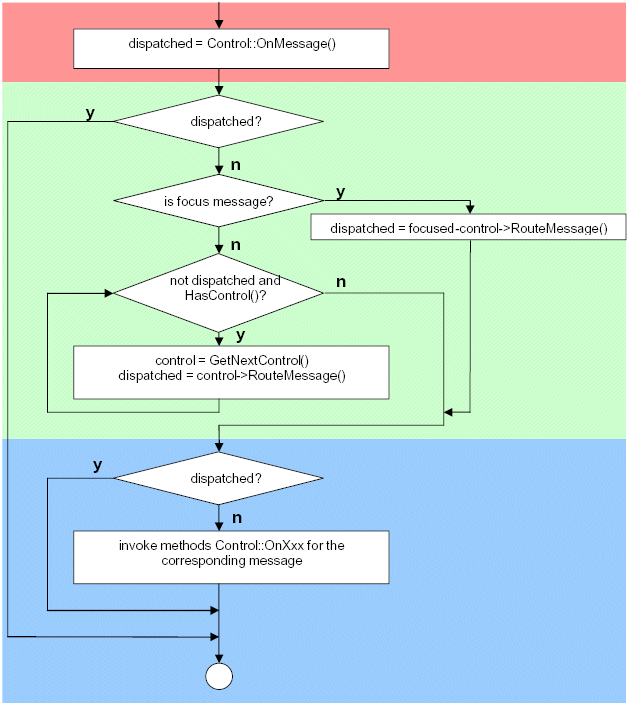 dispatched = Control::OnMessage()
y
dispatched?
n
is focus message?
y
dispatched = focused-control->RouteMessage()
n
not dispatched and
HasControl()?
n
y
control = GetNextControl()
dispatched = control->RouteMessage()
y
dispatched?
n
invoke methods Control::OnXxx for the
corresponding message